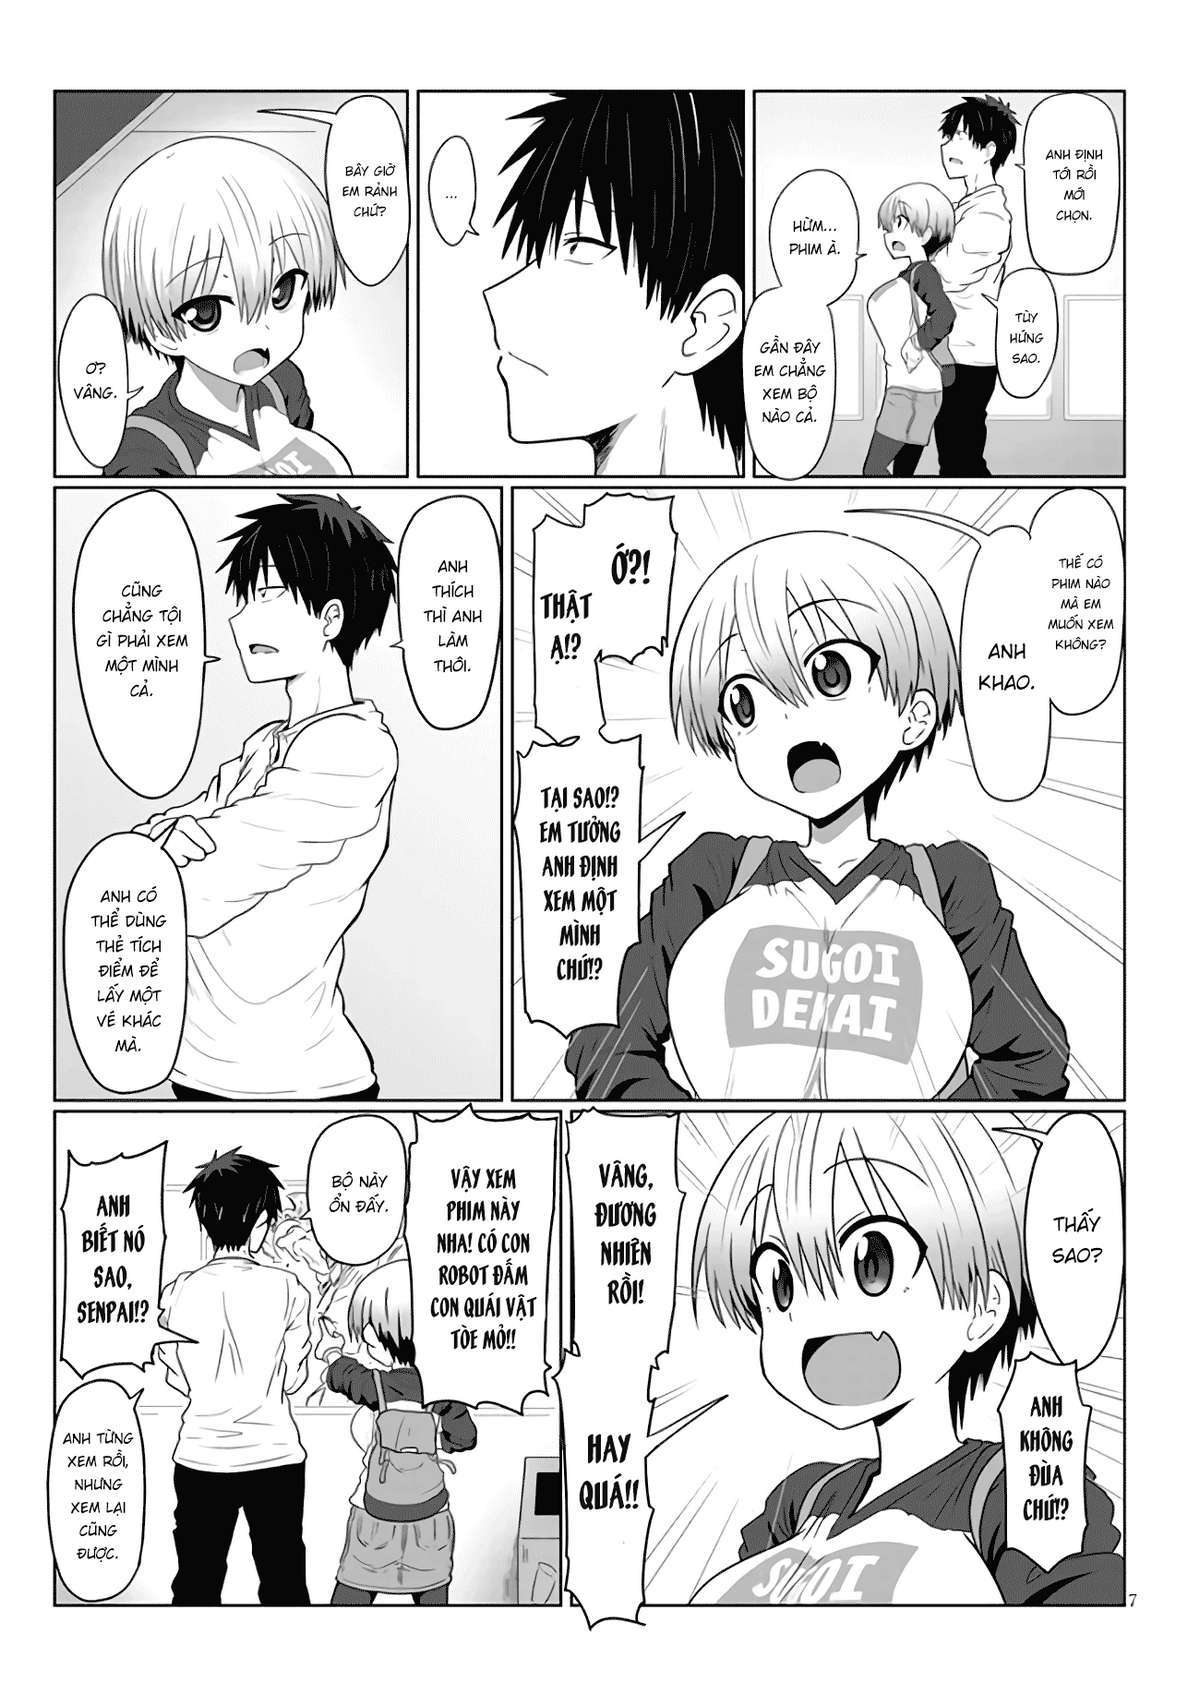 ANH ĐỊNH
TỚI RỒI
MỚI
CHỌN.
TÙY
HỨNG
SAO.
HỪM...
PHIM À.
GẦN ĐÂY
EM CHẲNG
XEM BỘ
NÀO CẢ.
...
BÂY GIỜ
EM RẢNH
CHỨ?
Ơ?
VÂNG.
SUGOI
THẾ CÓ
PHIM NÀO
MÀ EM
MUỐN XEM
KHÔNG?
ANH
KHAO.
Ớ?!
THẬT
Ạ!?
TẠI SAO!?
EM TƯỞNG
ANH ĐỊNH
XEM MỘT
MÌNH
CHỨ!?
SUGOI
DEKAI
ANH
THÍCH
THÌ ANH
LÀM
THÔI.
CŨNG
CHẲNG TỘI
GÌ PHẢI XEM
MỘT MÌNH
CẢ.
ANH CÓ
THỂ DÙNG
THẺ TÍCH
ĐIỂM ĐỂ
LẤY MỘT
VÉ KHÁC
MÀ.
THẤY
SAO?
ANH
KHÔNG
ĐÙA
CHỨ!?
VÂNG,
ĐƯƠNG
NHIÊN
RỒI!
HAY
QUÁ!!
SUGOI
VẬY XEM
PHIM NÀY
NHA! CÓ CON
ROBOT ĐẤM
CON QUÁI VẬT
TÒE MỎ!!
BỘ NÀY
ỔN ĐẤY.
ANH
BIẾT NÓ
SAO,
SENPAI!?
ANH TỪNG
XEM RỒI,
NHƯNG
XEM LẠI
CŨNG
ĐƯỢC.
7